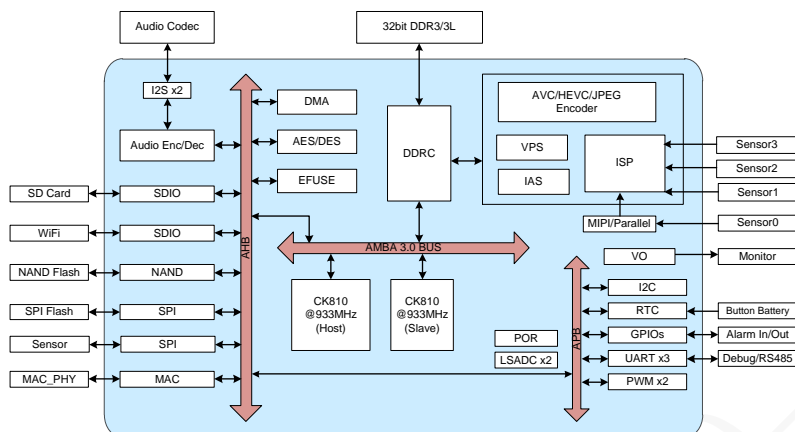 Audio Codec
32bit DDR3/3L
I2S x2
Audio Enc/Dec
DMA
AES/DES
EFUSE
DDRC
AVC/HEVC/JPEG
Encoder
VPS
IAS
ISP
Sensor3
Sensor2
Sensor1
MIPI/Parallel
Sensor0
SD Card
SDIO
WiFi
SDIO
NAND Flash
NAND
SPI Flash
SPI
Sensor
SPI
MAC_PHY
MAC
AHB
AMBA 3.0 BUS
CK810
@933MHz
(Host)
CK810
@933MHz
(Slave)
POR
LSADC x2
APB
VO
Monitor
I2C
RTC
Button Battery
GPIOs
Alarm In/Out
UART x3
Debug/RS485
PWM x2